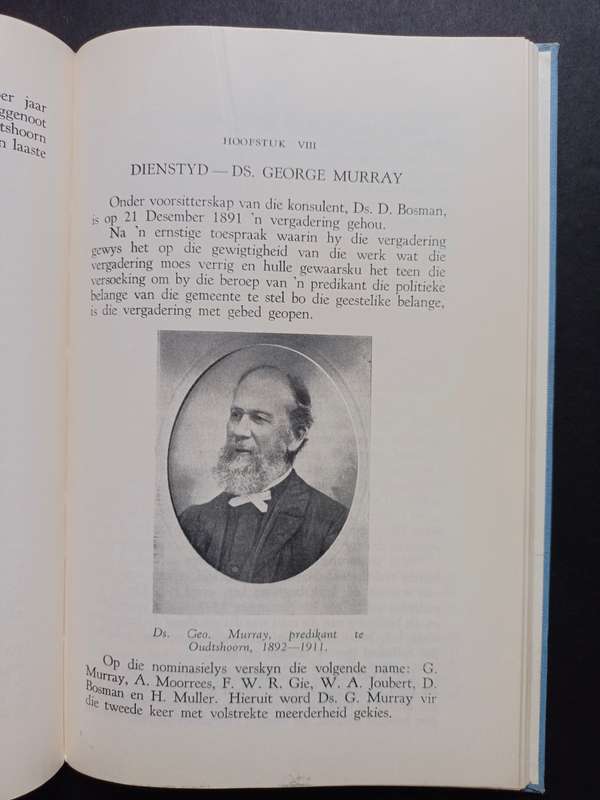 er jaar
ggenoot
tshoorn
n laaste
HOOFSTUK VIII
DIENSTYD — DS. GEORGE MURRAY
Onder voorsitterskap van die konsulent, Ds. D. Bosman,
is op 21 Desember 1891 'n vergadering gehou.
Na 'n ernstige toespraak waarin hy die vergadering
gewys het op die gewigtigheid van die werk wat die
vergadering moes verrig en hulle gewaarsku het teen die
versoeking om by die beroep van 'n predikant die politieke
belange van die gemeente te stel bo die geestelike belange,
is die vergadering met gebed geopen.
Ds. Geo. Murray, predikant te
Oudtshoorn, 1892—1911.
Op die nominasielys verskyn die volgende name: G.
Murray, A. Moorrees, F. W. R. Gie, W. A. Joubert, D.
Bosman en H. Muller. Hieruit word Ds. G. Murray vir
die tweede keer met volstrekte meerderheid gekies.